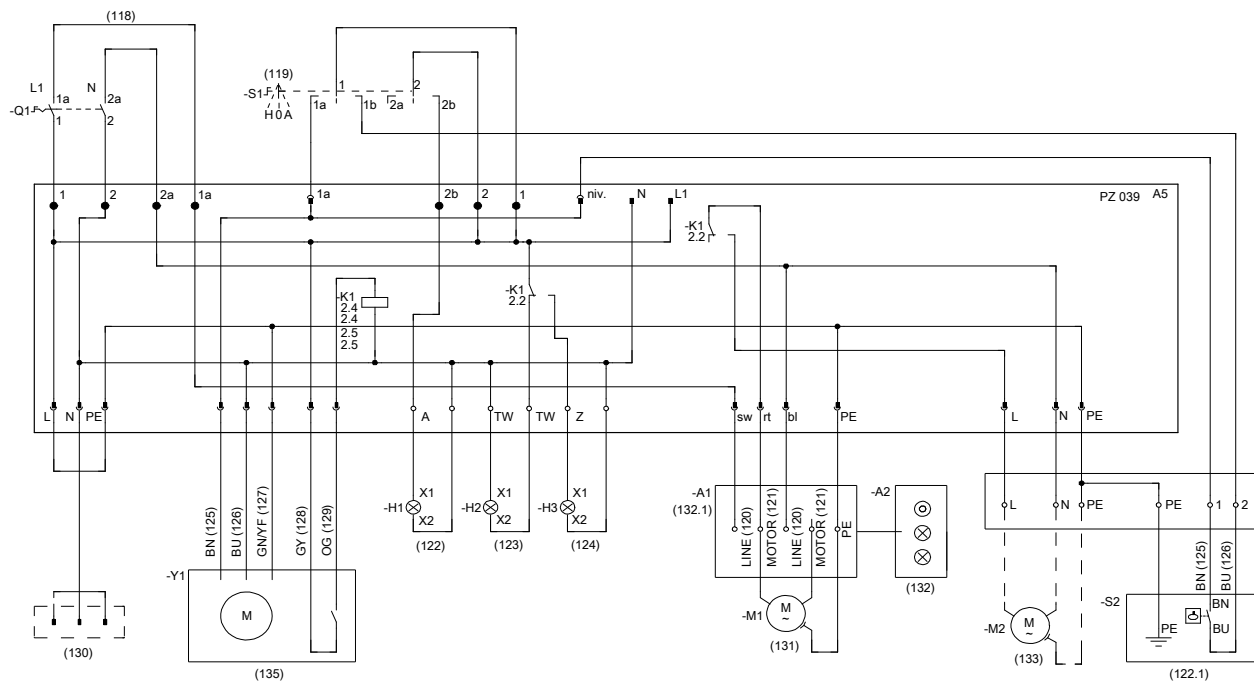 (118)
L1 N
-Q1
1a 2a
1 2
(119)
-S1
H 0 A
1 2
1a 1b 2a 2b
1 2 2a 1a 1a 2b 2 1 niv. N L1 PZ 039 A5
-K1
2.2
-K1
2.2
-K1
2.4
2.4
2.5
2.5
L N PE A TW TW Z sw rt bl PE L N PE
BN (125)
BU (126)
GN/YF (127)
GY (128)
OG (129)
-H1 X1 X2
(122)
-H2 X1 X2
(123)
-H3 X1 X2
(124)
-A1
(132.1)
LINE (120)
MOTOR (121)
LINE (120)
MOTOR (121)
PE
-A2
(132)
L N PE PE 1 2
BN (125)
BU (126)
-Y1
M
(135)
(130)
-M1
M
~
(131)
-M2
M
~
(133)
-S2
PE
BN
BU
(122.1)